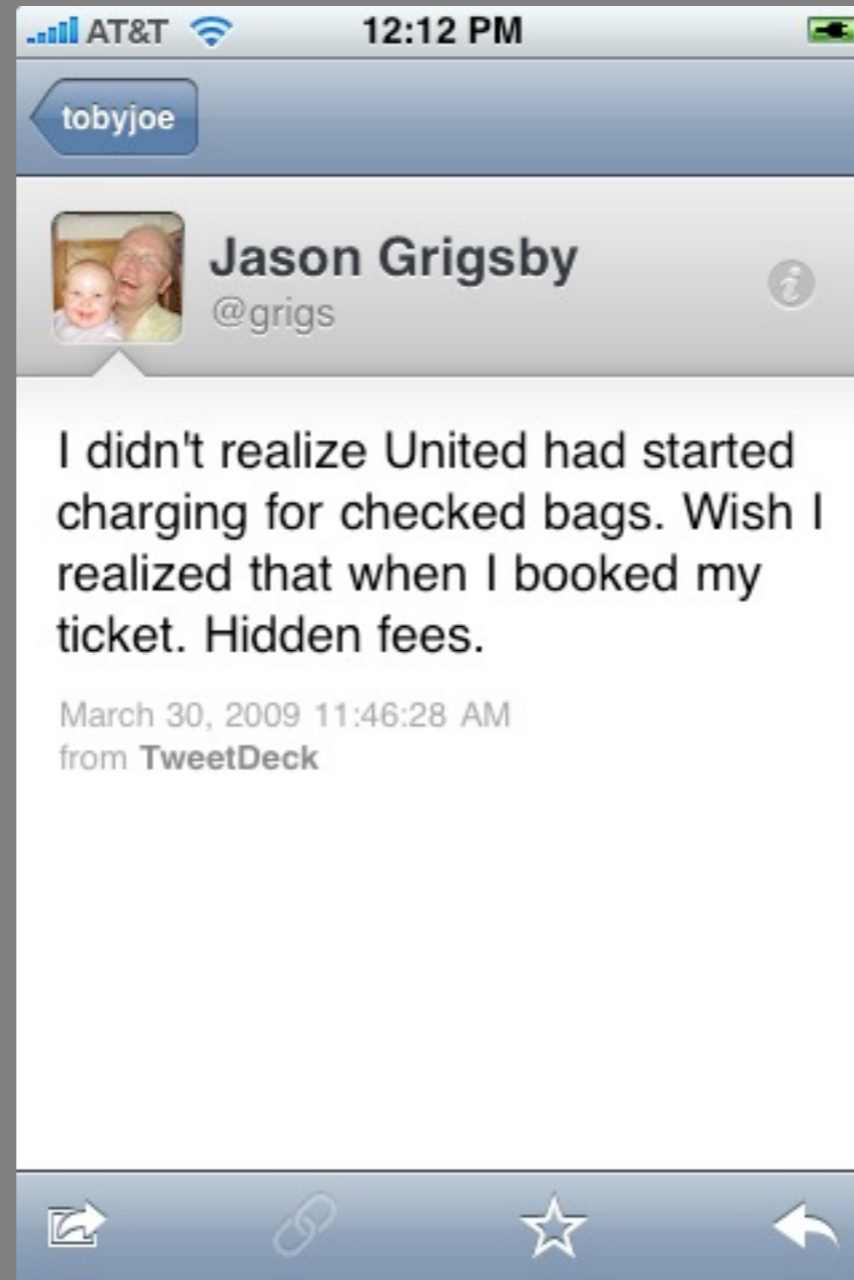 AT&T 12:12 PM
tobyjoe
Jason Grigsby
@grigs
I didn't realize United had started
charging for checked bags. Wish I
realized that when I booked my
ticket. Hidden fees.
March 30, 2009 11:46:28 AM
from TweetDeck